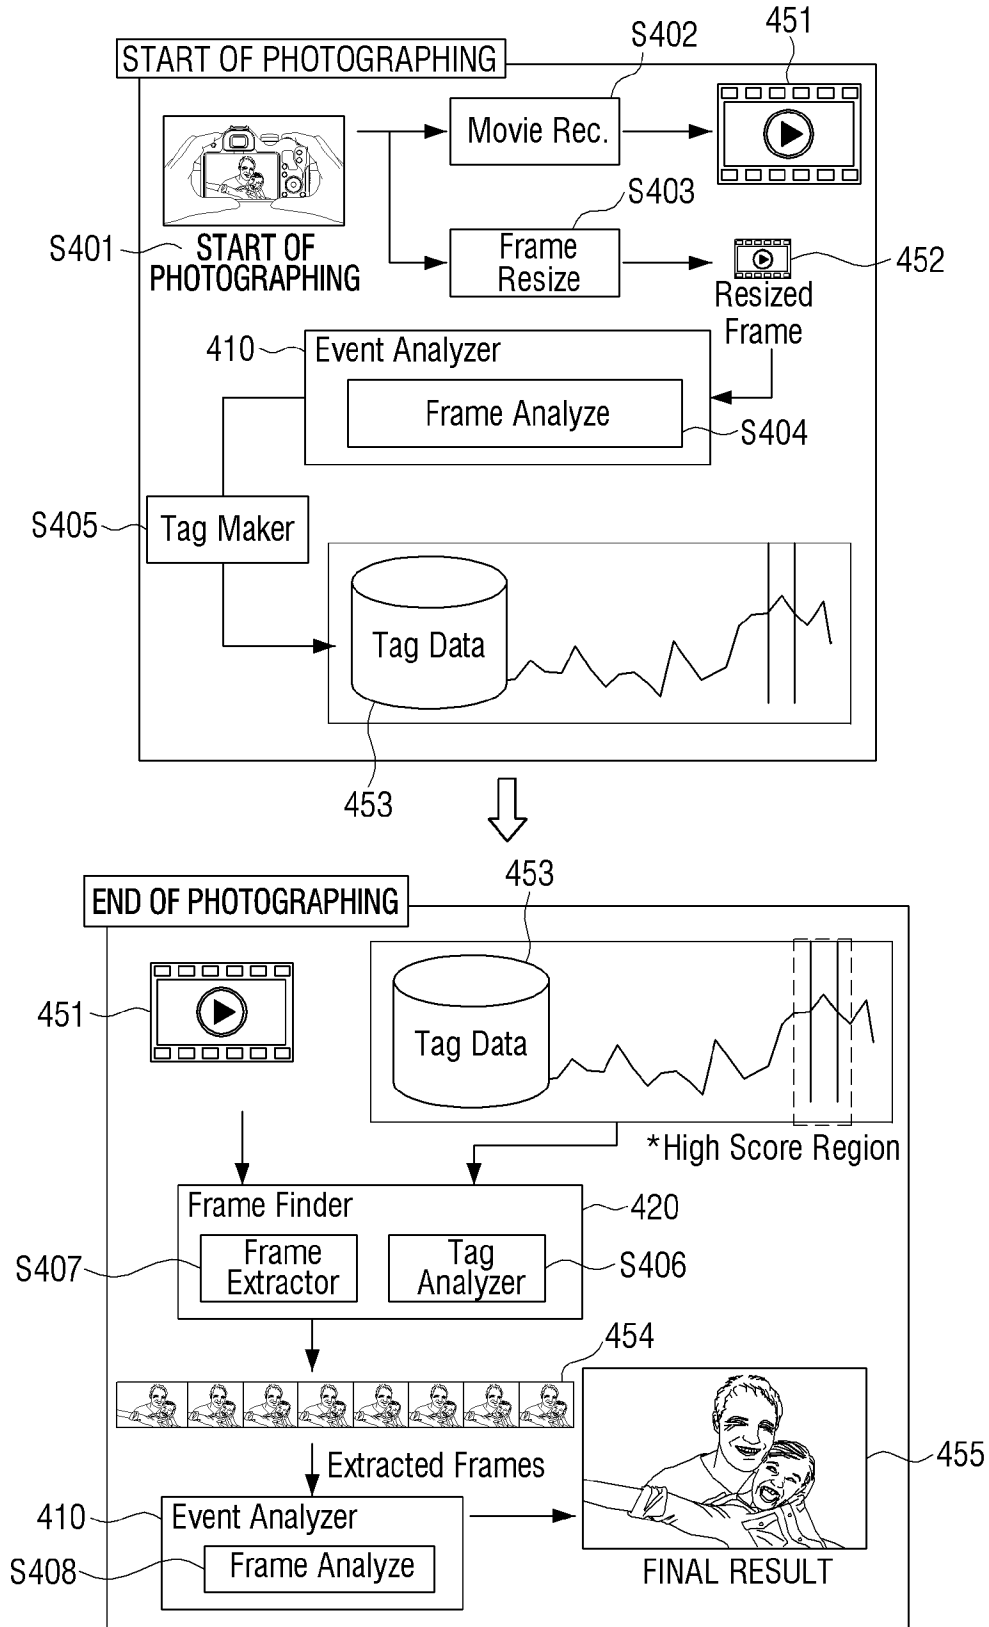 START OF PHOTOGRAPHING
S402
451
Movie Rec.
S403
S401
START OF
PHOTOGRAPHING
Frame
Resize
452
Resized
Frame
410
Event Analyzer
Frame Analyze
S404
S405
Tag Maker
Tag Data
453
END OF PHOTOGRAPHING
453
451
Tag Data
*High Score Region
Frame Finder
420
S407
Frame
Extractor
Tag
Analyzer
S406
454
Extracted Frames
455
410
Event Analyzer
S408
Frame Analyze
FINAL RESULT